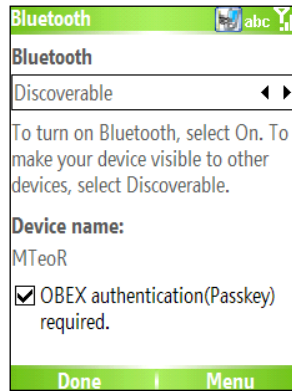 Bluetooth
abc
Bluetooth
Discoverable
To turn on Bluetooth, select On. To
make your device visible to other
devices, select Discoverable.
Device name:
MTeoR
OBEX authentication(Passkey)
required.
Done Menu